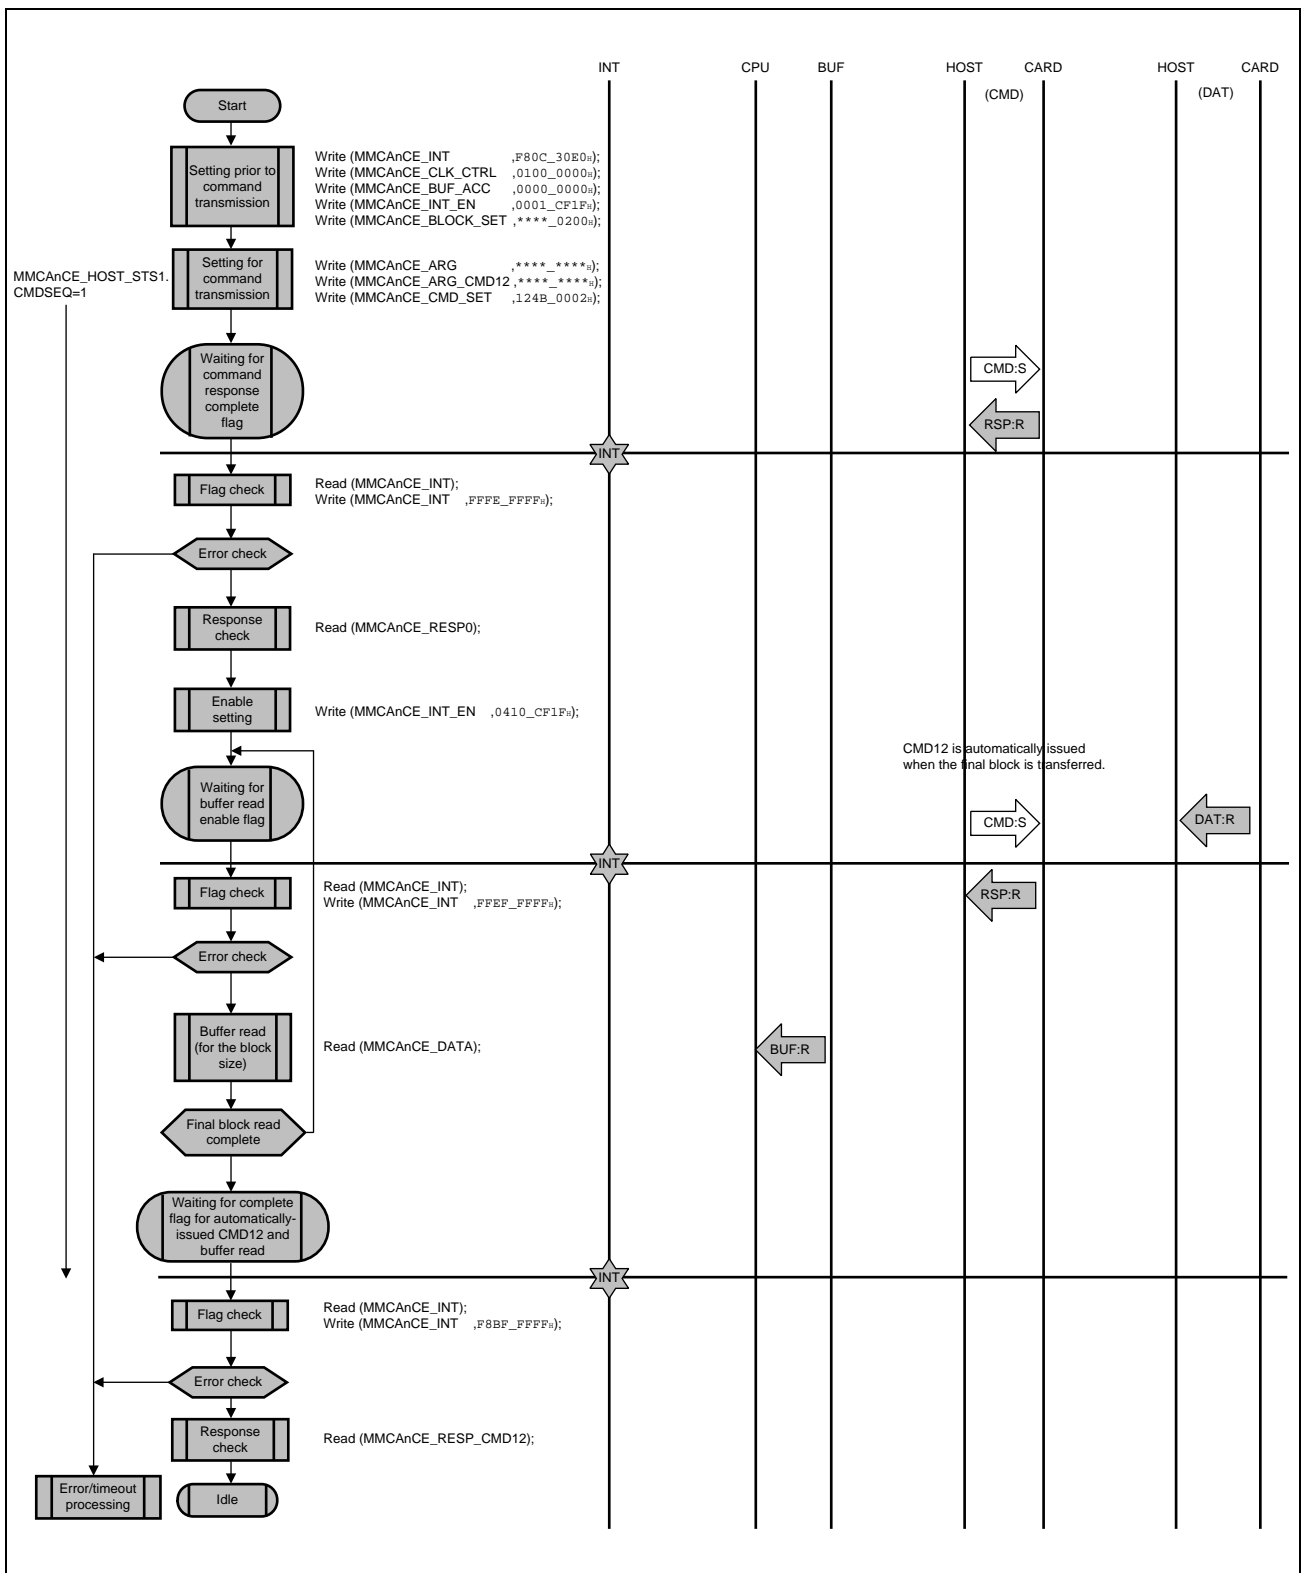 INT CPU BUF HOST CARD HOST CARD
(CMD) (DAT)
Start
Setting prior to
command
transmission
Write (MMCAnCE_INT ,F80C_30E0H);
Write (MMCAnCE_CLK_CTRL ,0100_0000H);
Write (MMCAnCE_BUF_ACC ,0000_0000H);
Write (MMCAnCE_INT_EN ,0001_CF1FH);
Write (MMCAnCE_BLOCK_SET ,****_0200H);
MMCAnCE_HOST_STS1.
CMDSEQ=1
Setting for
command
transmission
Write (MMCAnCE_ARG ,****_****H);
Write (MMCAnCE_ARG_CMD12 ,****_****H);
Write (MMCAnCE_CMD_SET ,124B_0002H);
Waiting for
command
response
complete
flag
CMD:S
RSP:R
INT
Flag check
Read (MMCAnCE_INT);
Write (MMCAnCE_INT ,FFFE_FFFFH);
Error check
Response
check
Read (MMCAnCE_RESP0);
Enable
setting
Write (MMCAnCE_INT_EN ,0410_CF1FH);
CMD12 is automatically issued
when the final block is transferred.
Waiting for
buffer read
enable flag
CMD:S
DAT:R
INT
Flag check
Read (MMCAnCE_INT);
Write (MMCAnCE_INT ,FFEF_FFFFH);
RSP:R
Error check
Buffer read
(for the block
size)
Read (MMCAnCE_DATA);
BUF:R
Final block read
complete
Waiting for complete
flag for automatically-
issued CMD12 and
buffer read
INT
Flag check
Read (MMCAnCE_INT);
Write (MMCAnCE_INT ,F8BF_FFFFH);
Error check
Response
check
Read (MMCAnCE_RESP_CMD12);
Error/timeout
processing
Idle